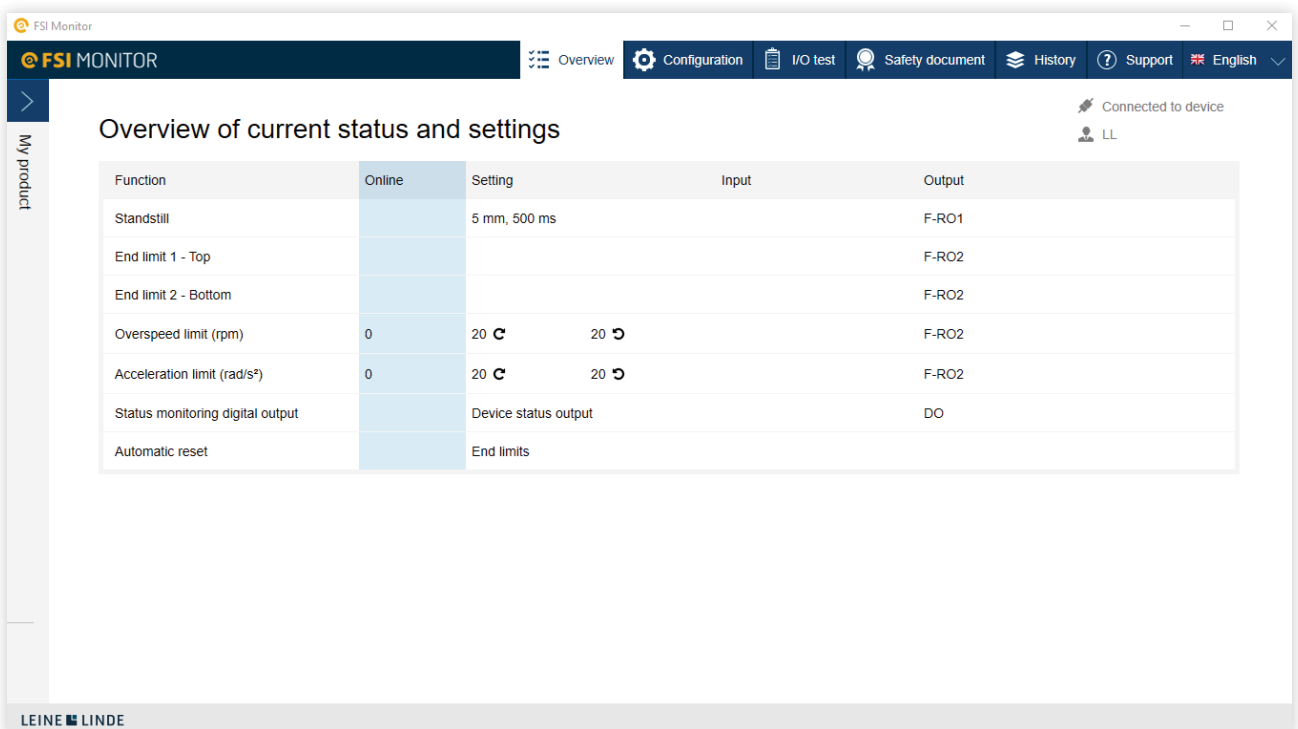 FSI Monitor
FSI MONITOR
Overview Configuration I/O test Safety document History Support English
Connected to device
LL
My product
Overview of current status and settings
Function Online Setting Input Output
Standstill 5 mm, 500 ms F-RO1
End limit 1 - Top F-RO2
End limit 2 - Bottom F-RO2
Overspeed limit (rpm) 0 20 20 F-RO2
Acceleration limit (rad/s²) 0 20 20 F-RO2
Status monitoring digital output Device status output DO
Automatic reset End limits
LEINE LINDE